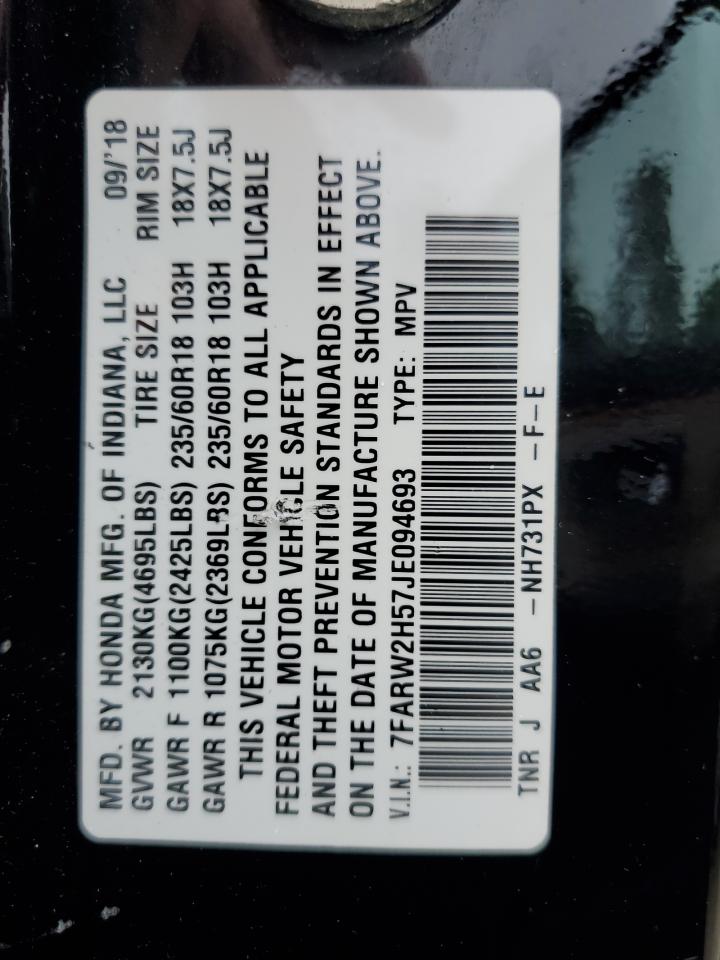 MFD. BY HONDA MFG. OF INDIANA, LLC 09/'18
GVWR 2130KG(4695LBS) TIRE SIZE RIM SIZE
GAWR F 1100KG(2425LBS) 235/60R18 103H 18X7.5J
GAWR R 1075KG(2369LBS) 235/60R18 103H 18X7.5J
THIS VEHICLE CONFORMS TO ALL APPLICABLE
FEDERAL MOTOR VEHICLE SAFETY
AND THEFT PREVENTION STANDARDS IN EFFECT
ON THE DATE OF MANUFACTURE SHOWN ABOVE.
V.I.N.: 7FARW2H57JE094693 TYPE: MPV
TNR J AA6 -NH731PX -F-E